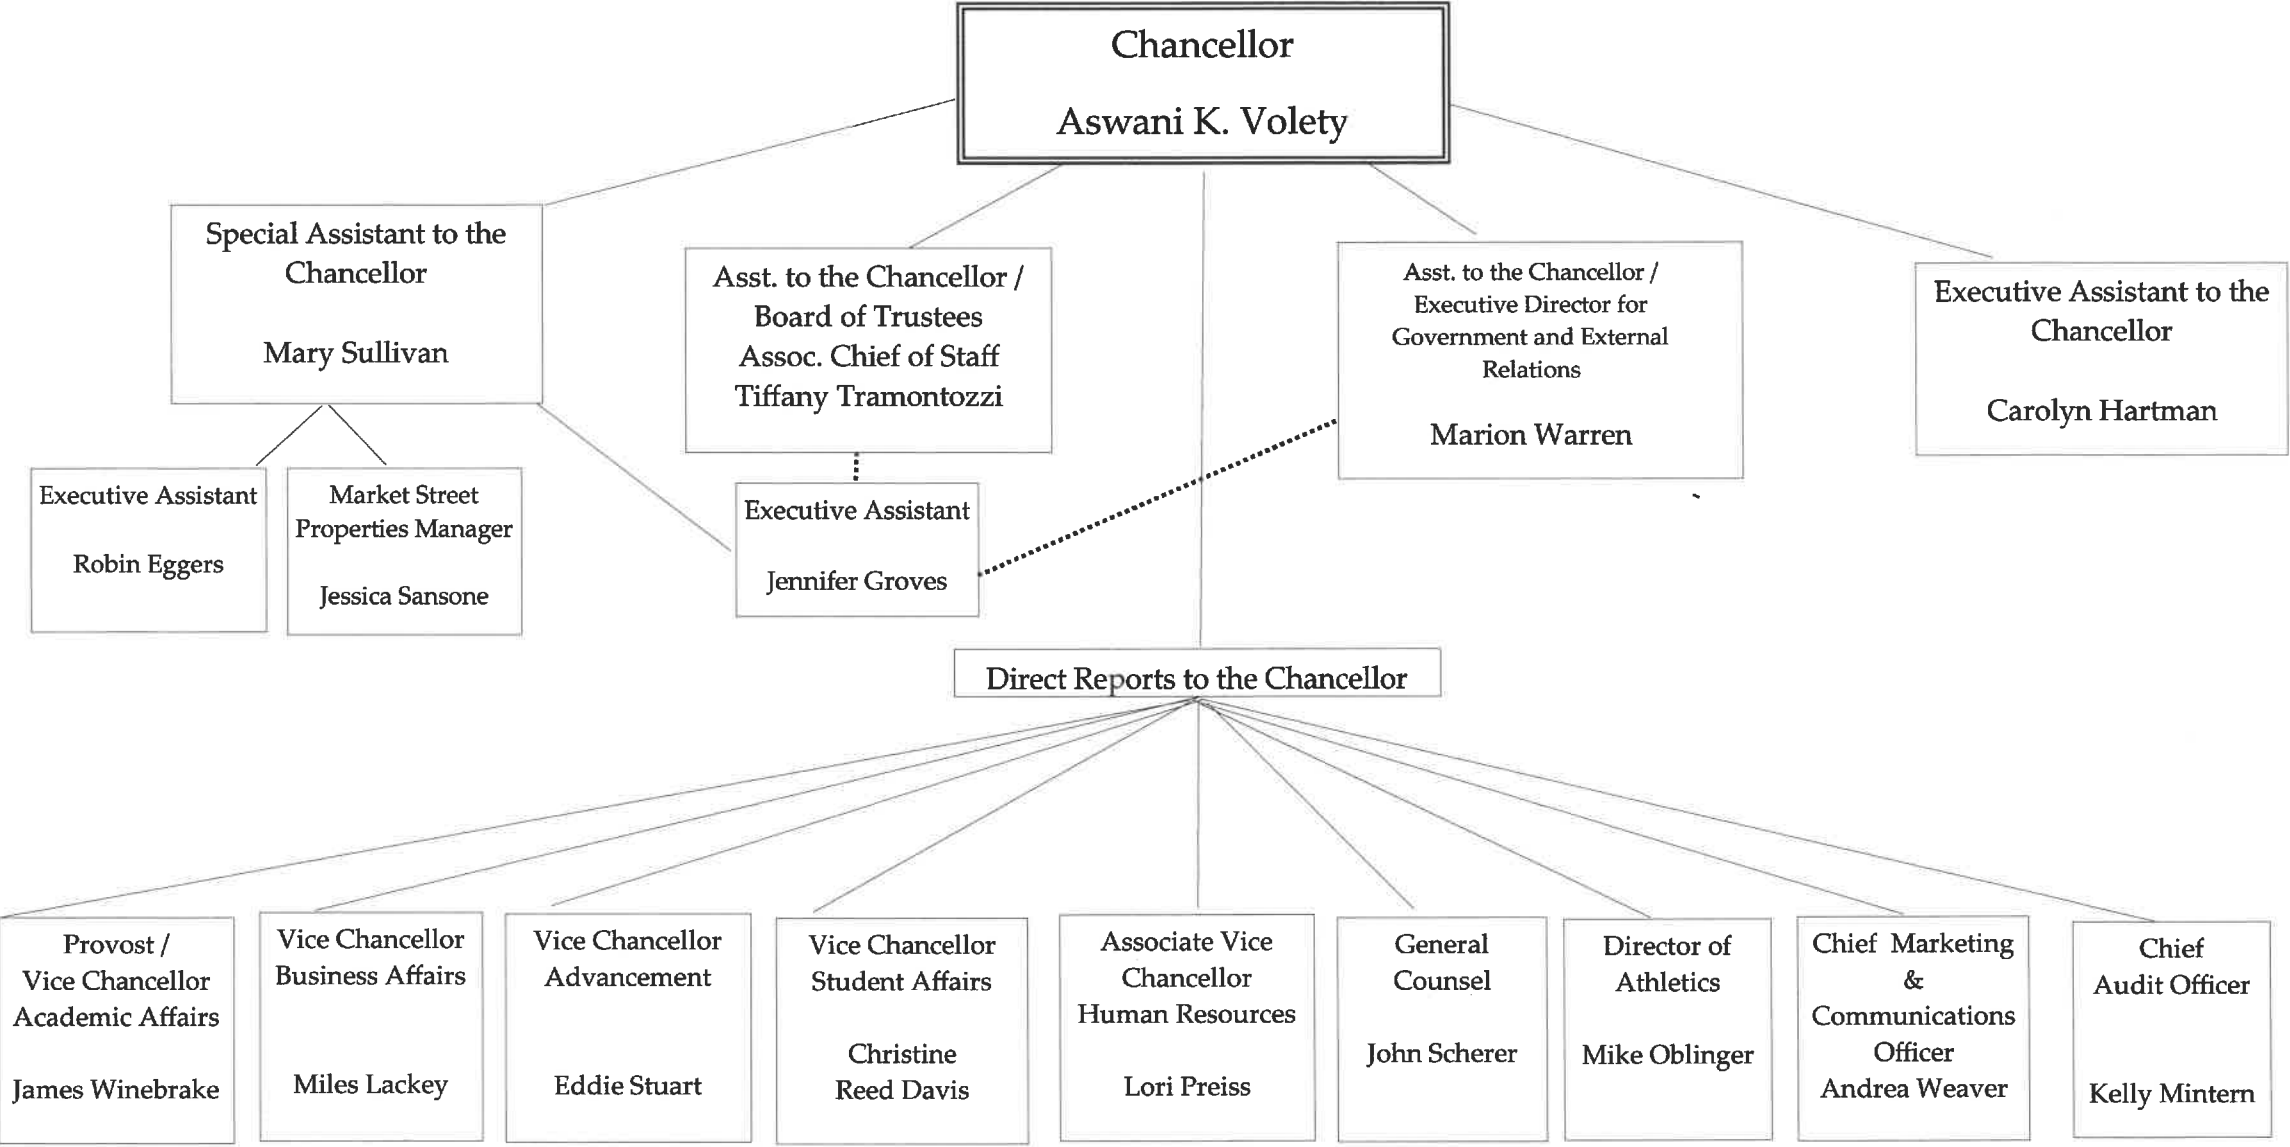 Chancellor
Aswani K. Volety
Special Assistant to the
Chancellor
Mary Sullivan
Asst. to the Chancellor /
Board of Trustees
Assoc. Chief of Staff
Tiffany Tramontozzi
Asst. to the Chancellor /
Executive Director for
Government and External
Relations
Marion Warren
Executive Assistant to the
Chancellor
Carolyn Hartman
Executive Assistant
Robin Eggers
Market Street
Properties Manager
Jessica Sansone
Executive Assistant
Jennifer Groves
Direct Reports to the Chancellor
Provost /
Vice Chancellor
Academic Affairs
James Winebrake
Vice Chancellor
Business Affairs
Miles Lackey
Vice Chancellor
Advancement
Eddie Stuart
Vice Chancellor
Student Affairs
Christine
Reed Davis
Associate Vice
Chancellor
Human Resources
Lori Preiss
General
Counsel
John Scherer
Director of
Athletics
Mike Oblinger
Chief Marketing
&
Communications
Officer
Andrea Weaver
Chief
Audit Officer
Kelly Mintern